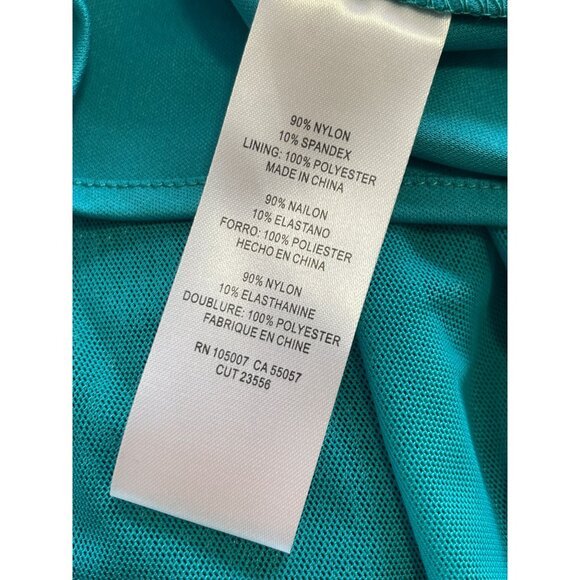 90% NYLON
10% SPANDEX
LINING: 100% POLYESTER
MADE IN CHINA
90% NAILON
10% ELASTANO
FORRO: 100% POLIESTER
HECHO EN CHINA
90% NYLON
10% ELASTHANINE
DOUBLURE: 100% POLYESTER
FABRIQUE EN CHINE
RN 105007 CA 55057
CUT 23556